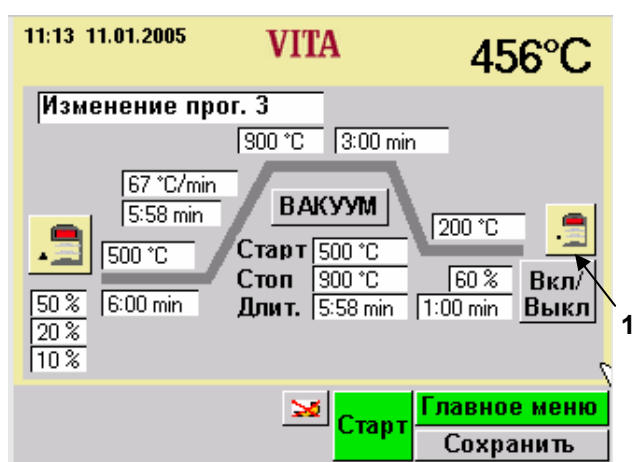 11:13 11.01.2005
VITA
456°C
Изменение прог. 3
900 °C 3:00 min
67 °C/min
5:58 min
ВАКУУМ
200 °C
500 °C
Старт 500 °C
Стоп 900 °C
60 %
Вкл/
Выкл
50 %
6:00 min
Длит. 5:58 min
1:00 min
20 %
10 %
1
Старт
Главное меню
Сохранить